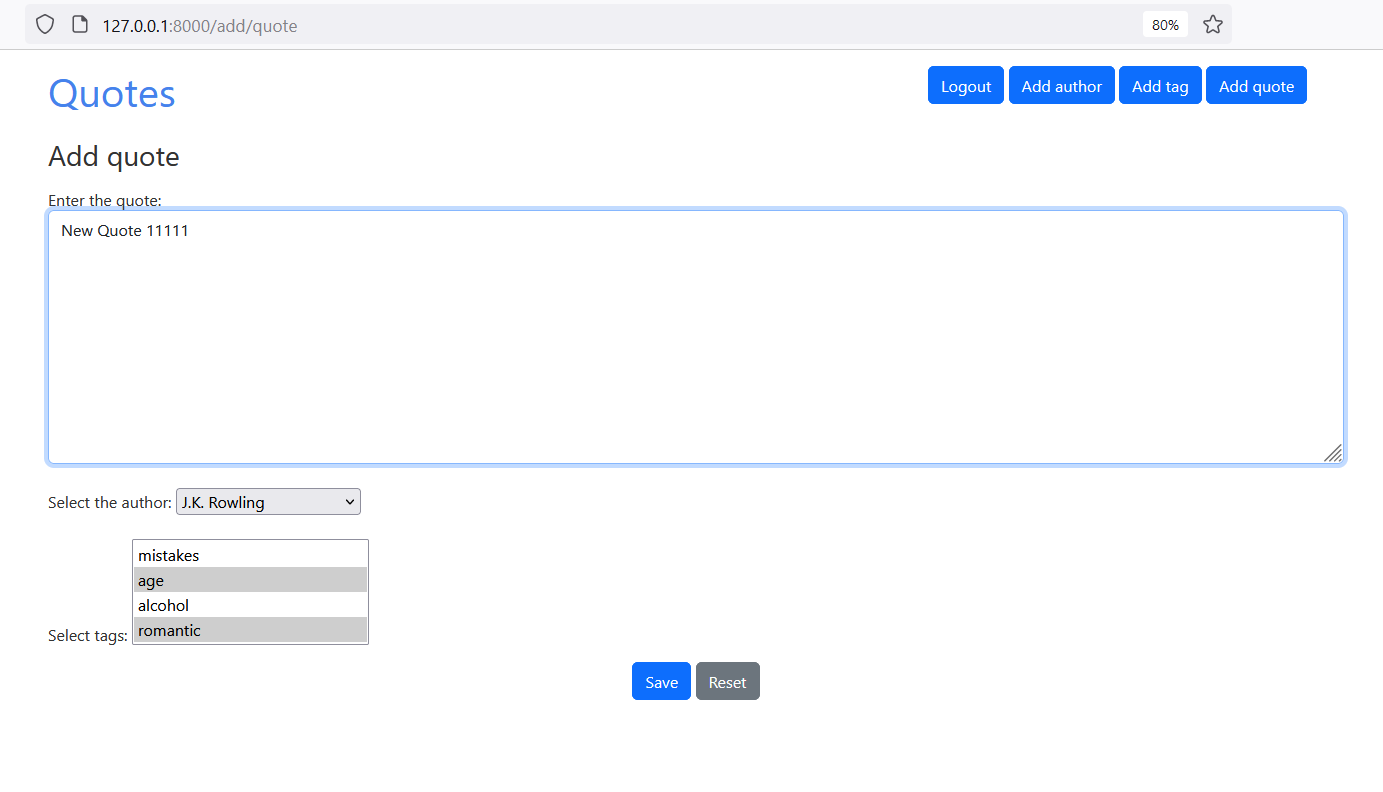 127.0.0.1:8000/add/quote 80%
Quotes Logout Add author Add tag Add quote
Add quote
Enter the quote:
New Quote 11111
Select the author: J.K. Rowling
mistakes
age
alcohol
Select tags: romantic
Save Reset